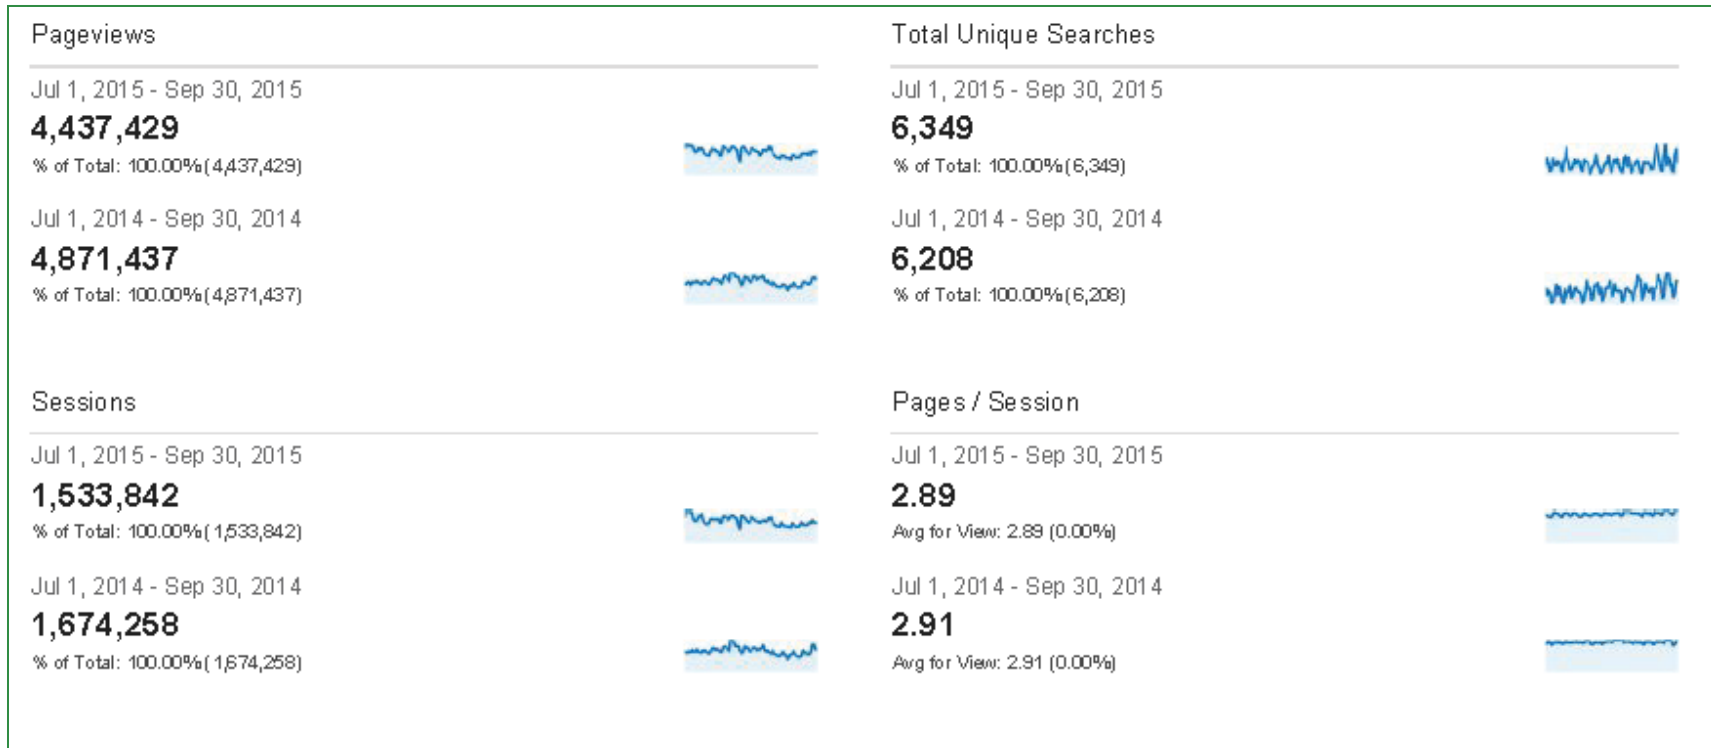 Pageviews
Jul 1, 2015 - Sep 30, 2015
4,437,429
% of Total: 100.00% (4,437,429)
Jul 1, 2014 - Sep 30, 2014
4,871,437
% of Total: 100.00% (4,871,437)
Total Unique Searches
Jul 1, 2015 - Sep 30, 2015
6,349
% of Total: 100.00% (6,349)
Jul 1, 2014 - Sep 30, 2014
6,208
% of Total: 100.00% (6,208)
Sessions
Jul 1, 2015 - Sep 30, 2015
1,533,842
% of Total: 100.00% (1,533,842)
Jul 1, 2014 - Sep 30, 2014
1,674,258
% of Total: 100.00% (1,674,258)
Pages / Session
Jul 1, 2015 - Sep 30, 2015
2.89
Avg for View: 2.89 (0.00%)
Jul 1, 2014 - Sep 30, 2014
2.91
Avg for View: 2.91 (0.00%)